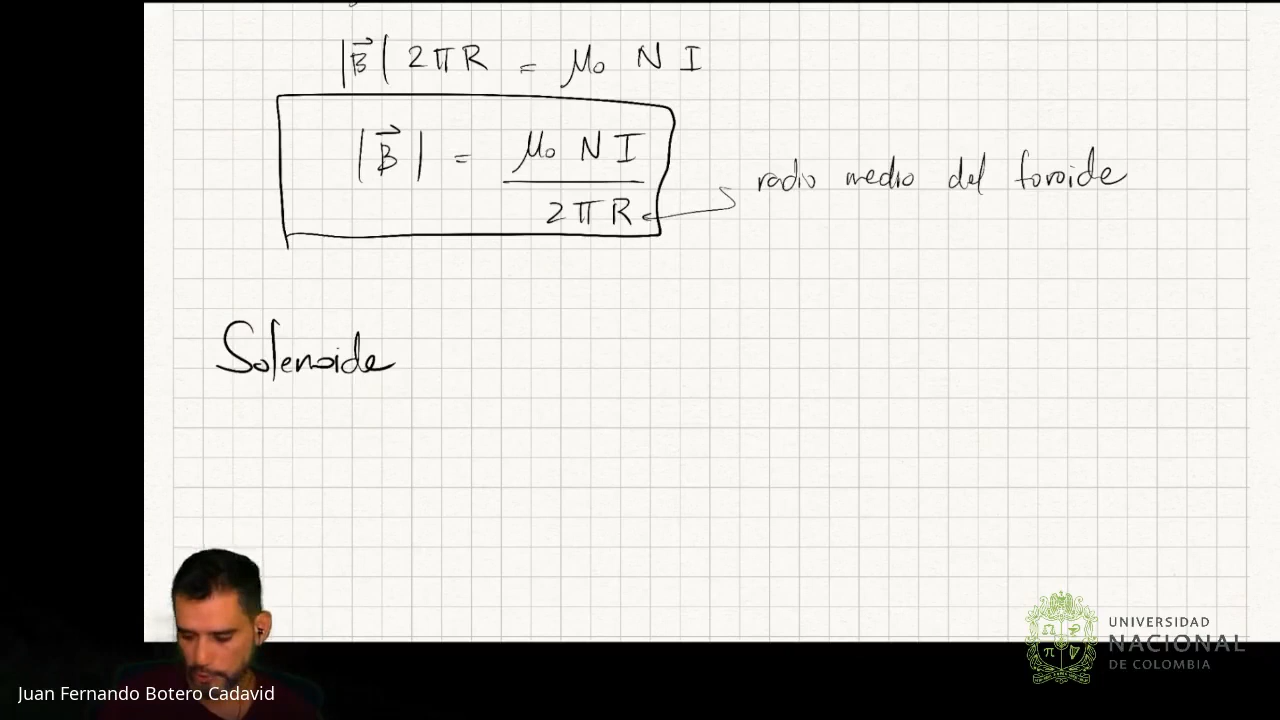 |B⃗| 2πR = μ₀ N I
|B⃗| = μ₀ N I / 2πR
radio medio del toroide
Solenoide
UNIVERSIDAD
NACIONAL
DE COLOMBIA
Juan Fernando Botero Cadavid